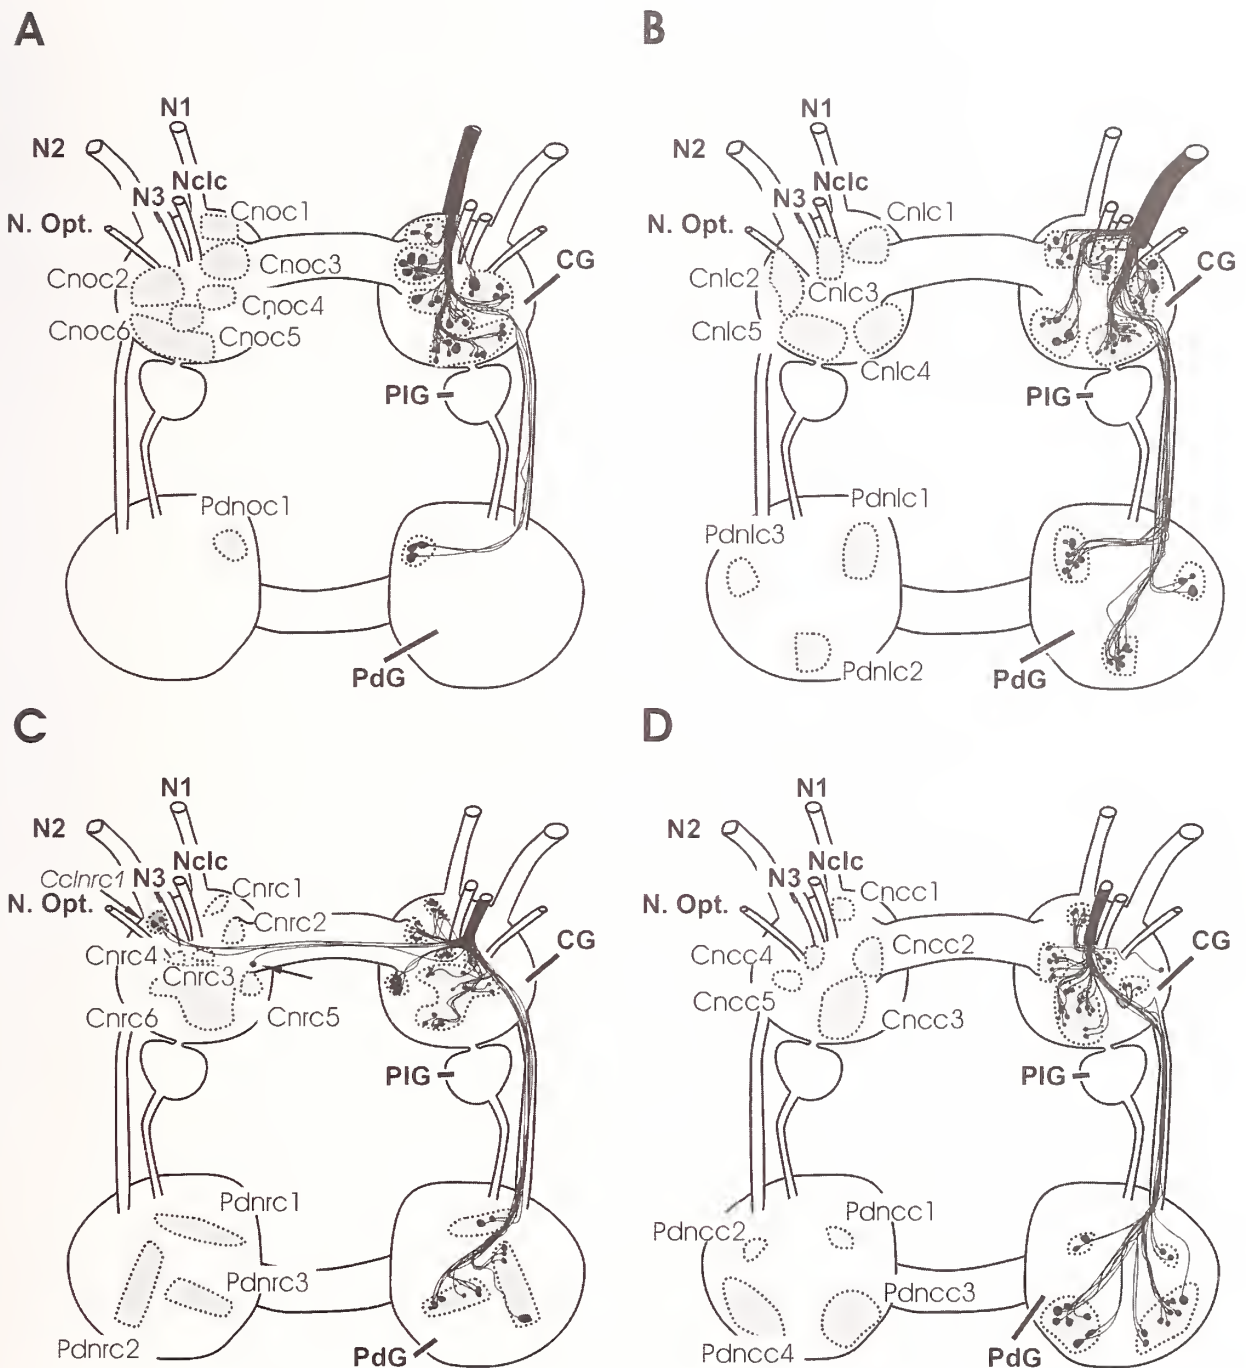 A
N1
N2
Nclc
N3
N. Opt.
Cnoc1
Cnoc2
Cnoc3
CG
Cnoc4
Cnoc6
Cnoc5
PlG
Pdnoc1
PdG
B
N1
N2
Nclc
N3
N. Opt.
Cnlc1
CG
Cnlc2
Cnlc3
Cnlc5
Cnlc4
PlG
Pdnlc1
Pdnlc3
Pdnlc2
PdG
C
N1
N2
Nclc
Cclnrc1
N3
Cnrc1
N. Opt.
Cnrc2
CG
Cnrc4
Cnrc3
Cnrc6
Cnrc5
PlG
Pdnrc1
Pdnrc3
Pdnrc2
PdG
D
N1
N2
Nclc
N3
Cncc1
N. Opt.
CG
Cncc4
Cncc2
Cncc5
Cncc3
PlG
Pdncc1
Pdncc2
Pdncc3
Pdncc4
PdG